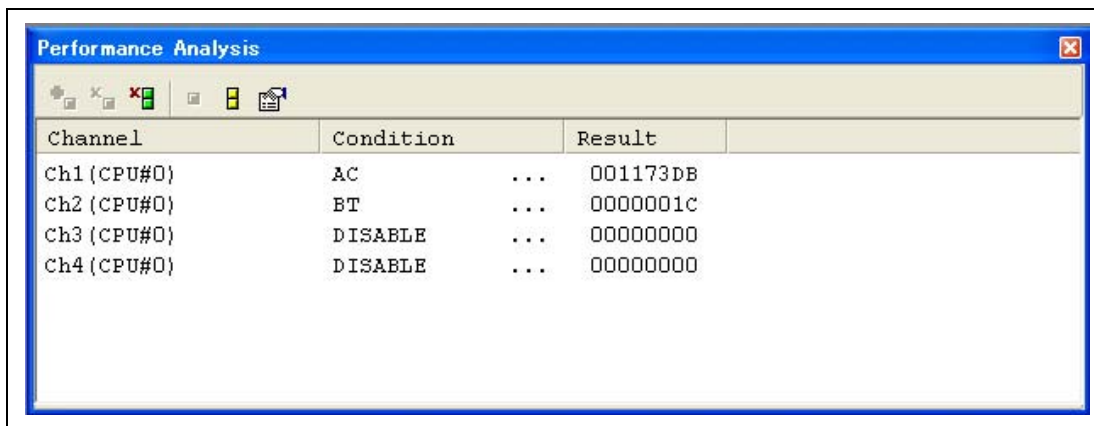 Performance Analysis
Channel Condition Result
Ch1(CPU#0) AC ... 001173DB
Ch2(CPU#0) BT ... 0000001C
Ch3(CPU#0) DISABLE ... 00000000
Ch4(CPU#0) DISABLE ... 00000000